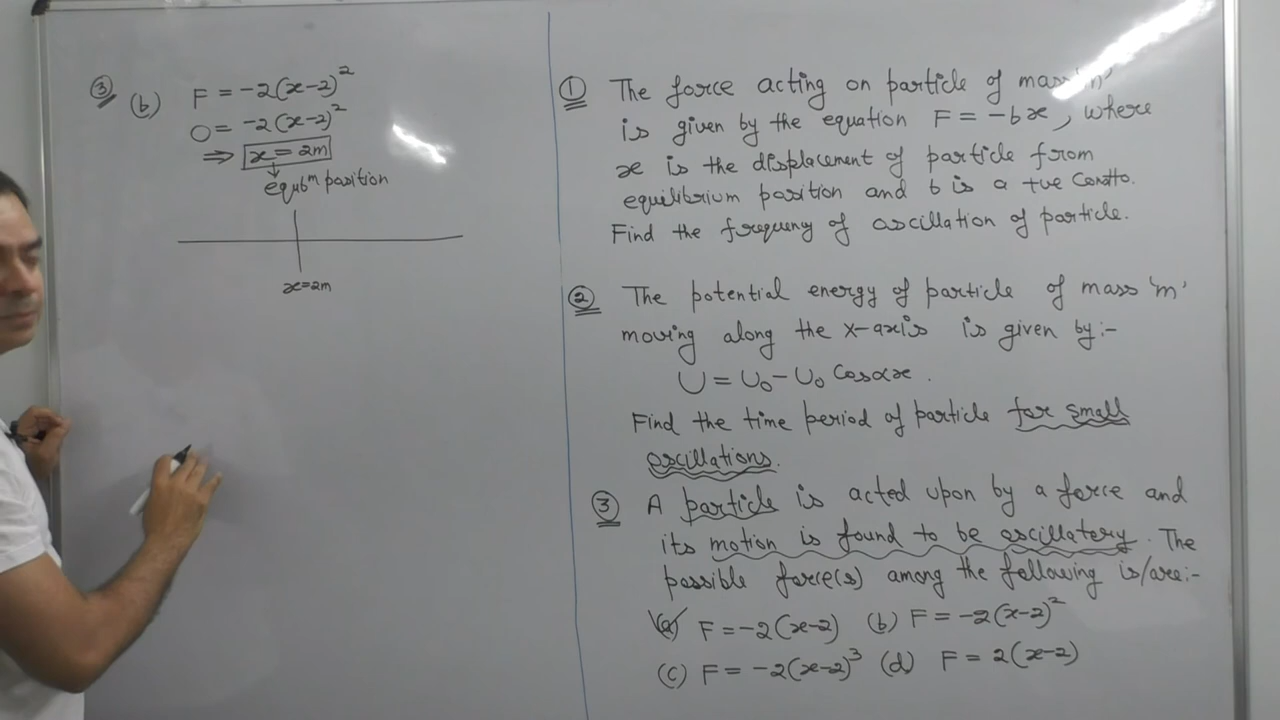 ③ (b) F = -2(x-2)²
0 = -2(x-2)²
⇒ x = 2m
↓
equbᵐ position
x=2m
① The force acting on particle of mass
is given by the equation F = -bx, where
x is the displacement of particle from
equilibrium position and b is a +ve
Find the frequeny of oscillation of particle.
② The potential energy of particle of mass 'm'
moving along the x-axis is given by:-
U = U₀ - U₀ Cosαx.
Find the time period of particle for small
oscillations.
③ A particle is acted upon by a force and
its motion is found to be oscillatory. The
possible force(s) among the following is/are:-
(a) F = -2(x-2) (b) F = -2(x-2)²
(c) F = -2(x-2)³ (d) F = 2(x-2)